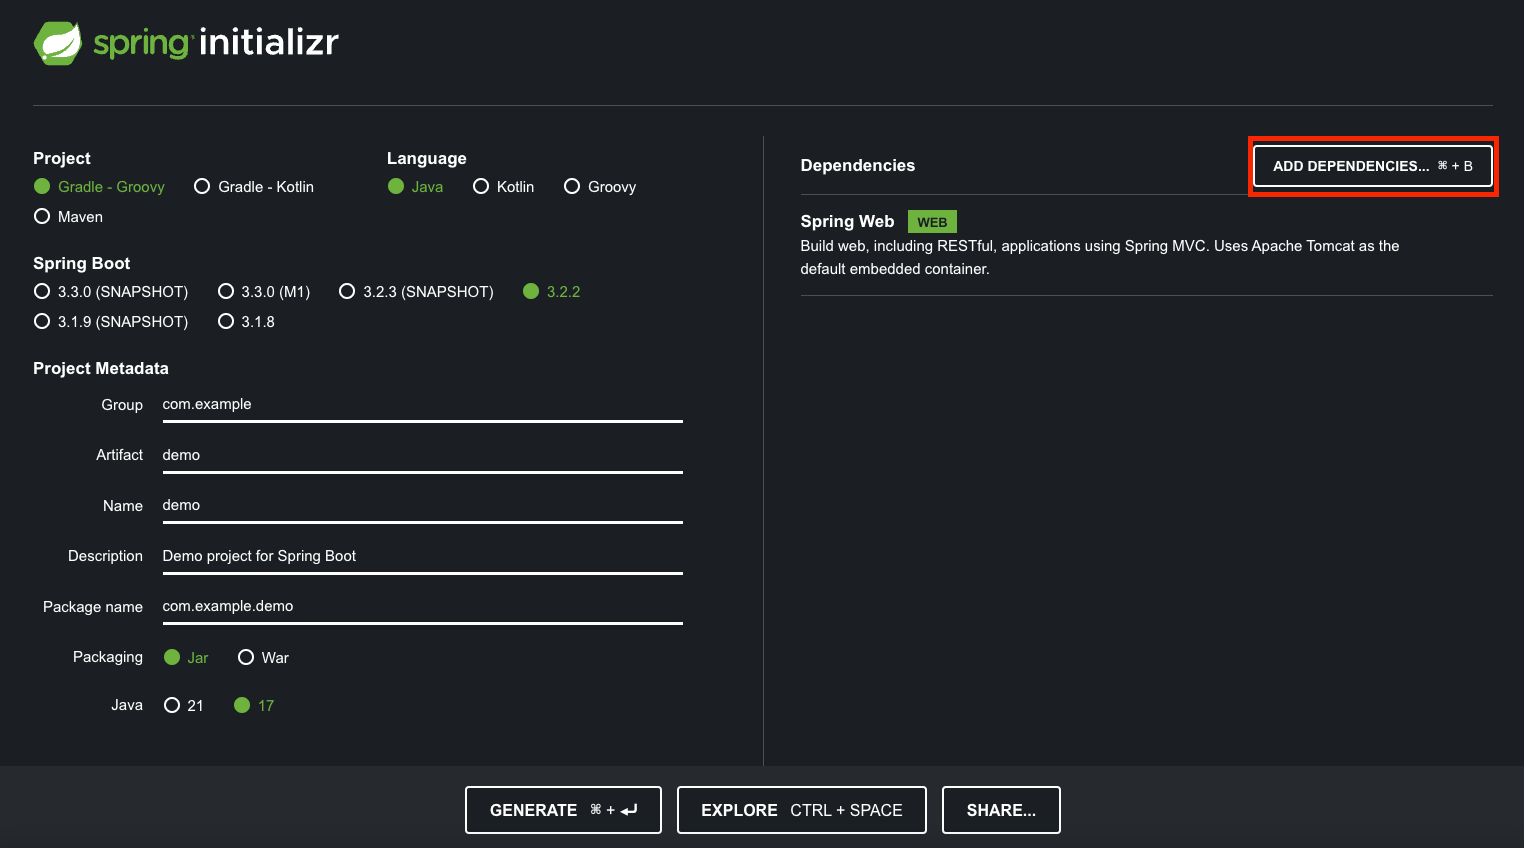 spring initializr
Project
Gradle - Groovy Gradle - Kotlin
Maven
Language
Java Kotlin Groovy
Spring Boot
3.3.0 (SNAPSHOT) 3.3.0 (M1) 3.2.3 (SNAPSHOT) 3.2.2
3.1.9 (SNAPSHOT) 3.1.8
Project Metadata
Group com.example
Artifact demo
Name demo
Description Demo project for Spring Boot
Package name com.example.demo
Packaging Jar War
Java 21 17
Dependencies
ADD DEPENDENCIES... ⌘ + B
Spring Web WEB
Build web, including RESTful, applications using Spring MVC. Uses Apache Tomcat as the
default embedded container.
GENERATE ⌘ + ⏎
EXPLORE CTRL + SPACE
SHARE...